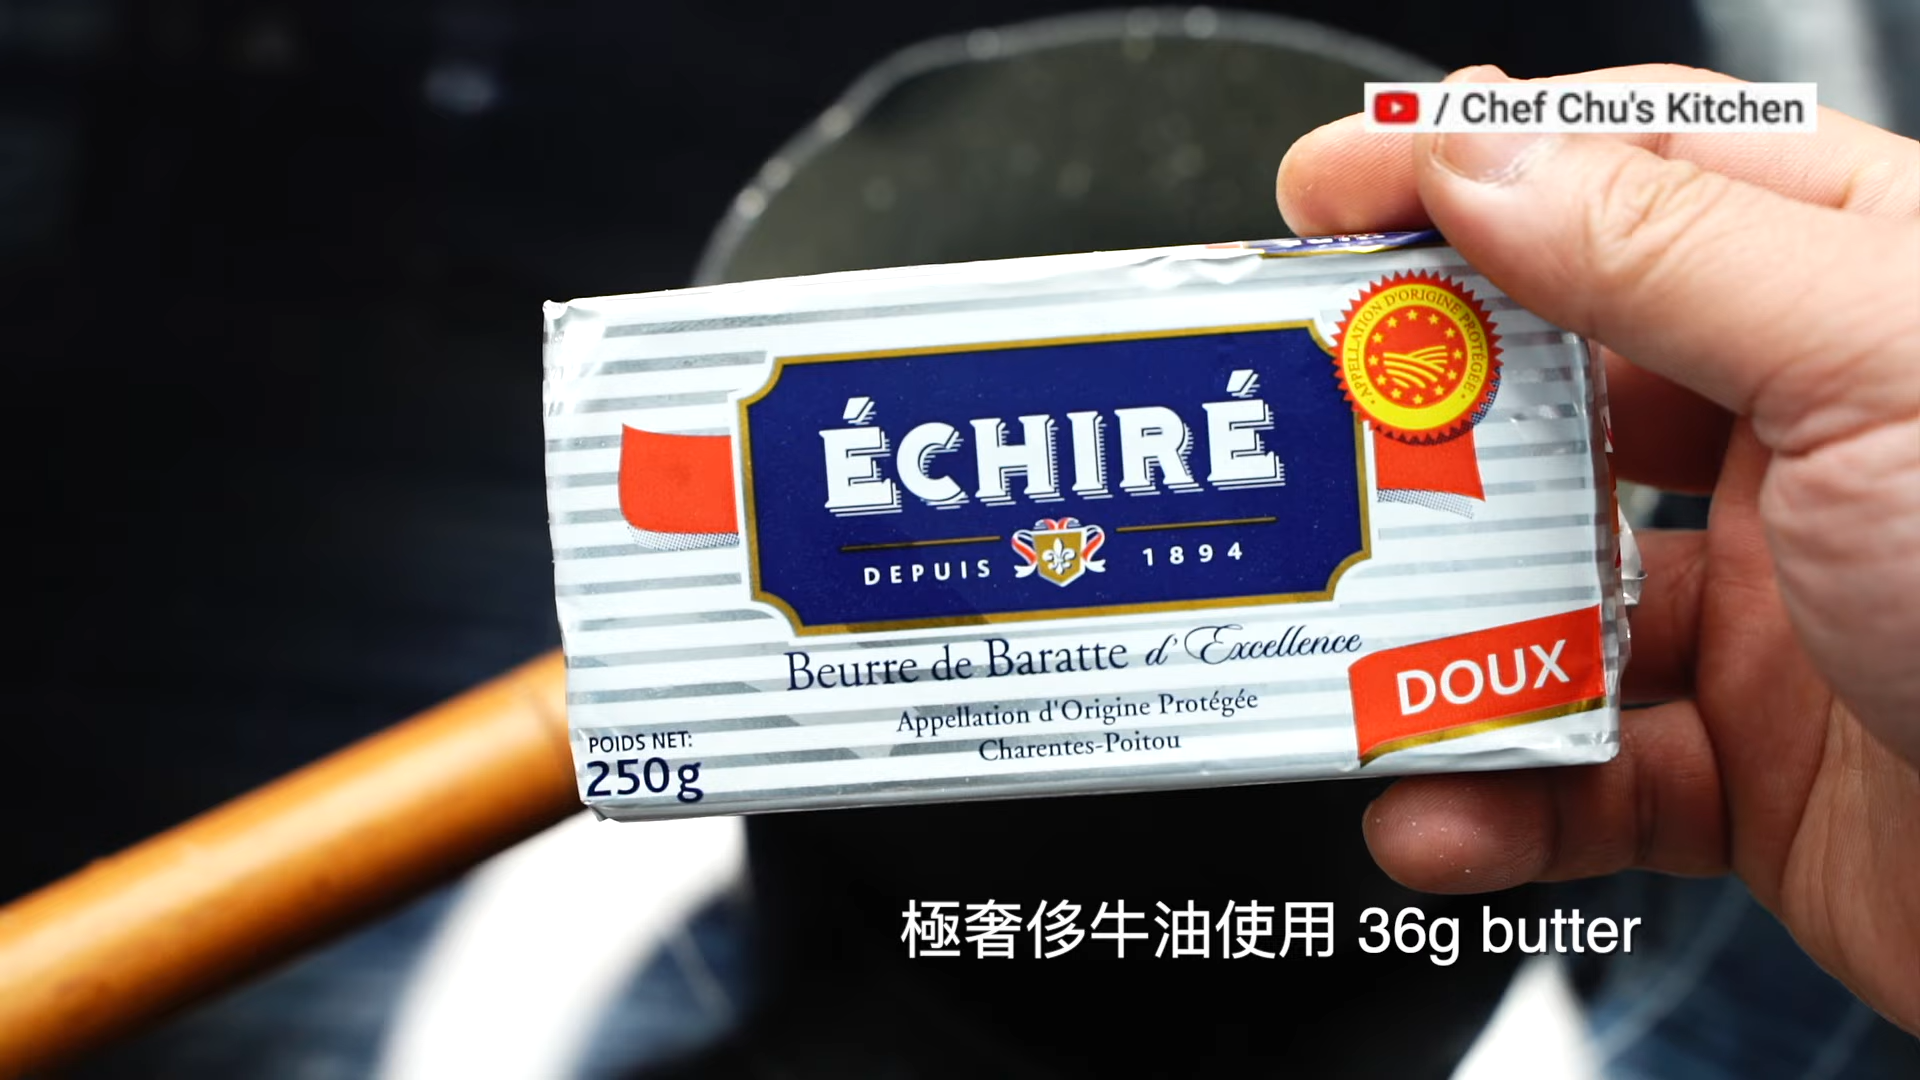 / Chef Chu's Kitchen
APPELLATION D'ORIGINE PROTÉGÉE
ÉCHIRÉ
DEPUIS 1894
Beurre de Baratte d'Excellence
DOUX
Appellation d'Origine Protégée
Charentes-Poitou
POIDS NET:
250g
極奢侈牛油使用 36g butter